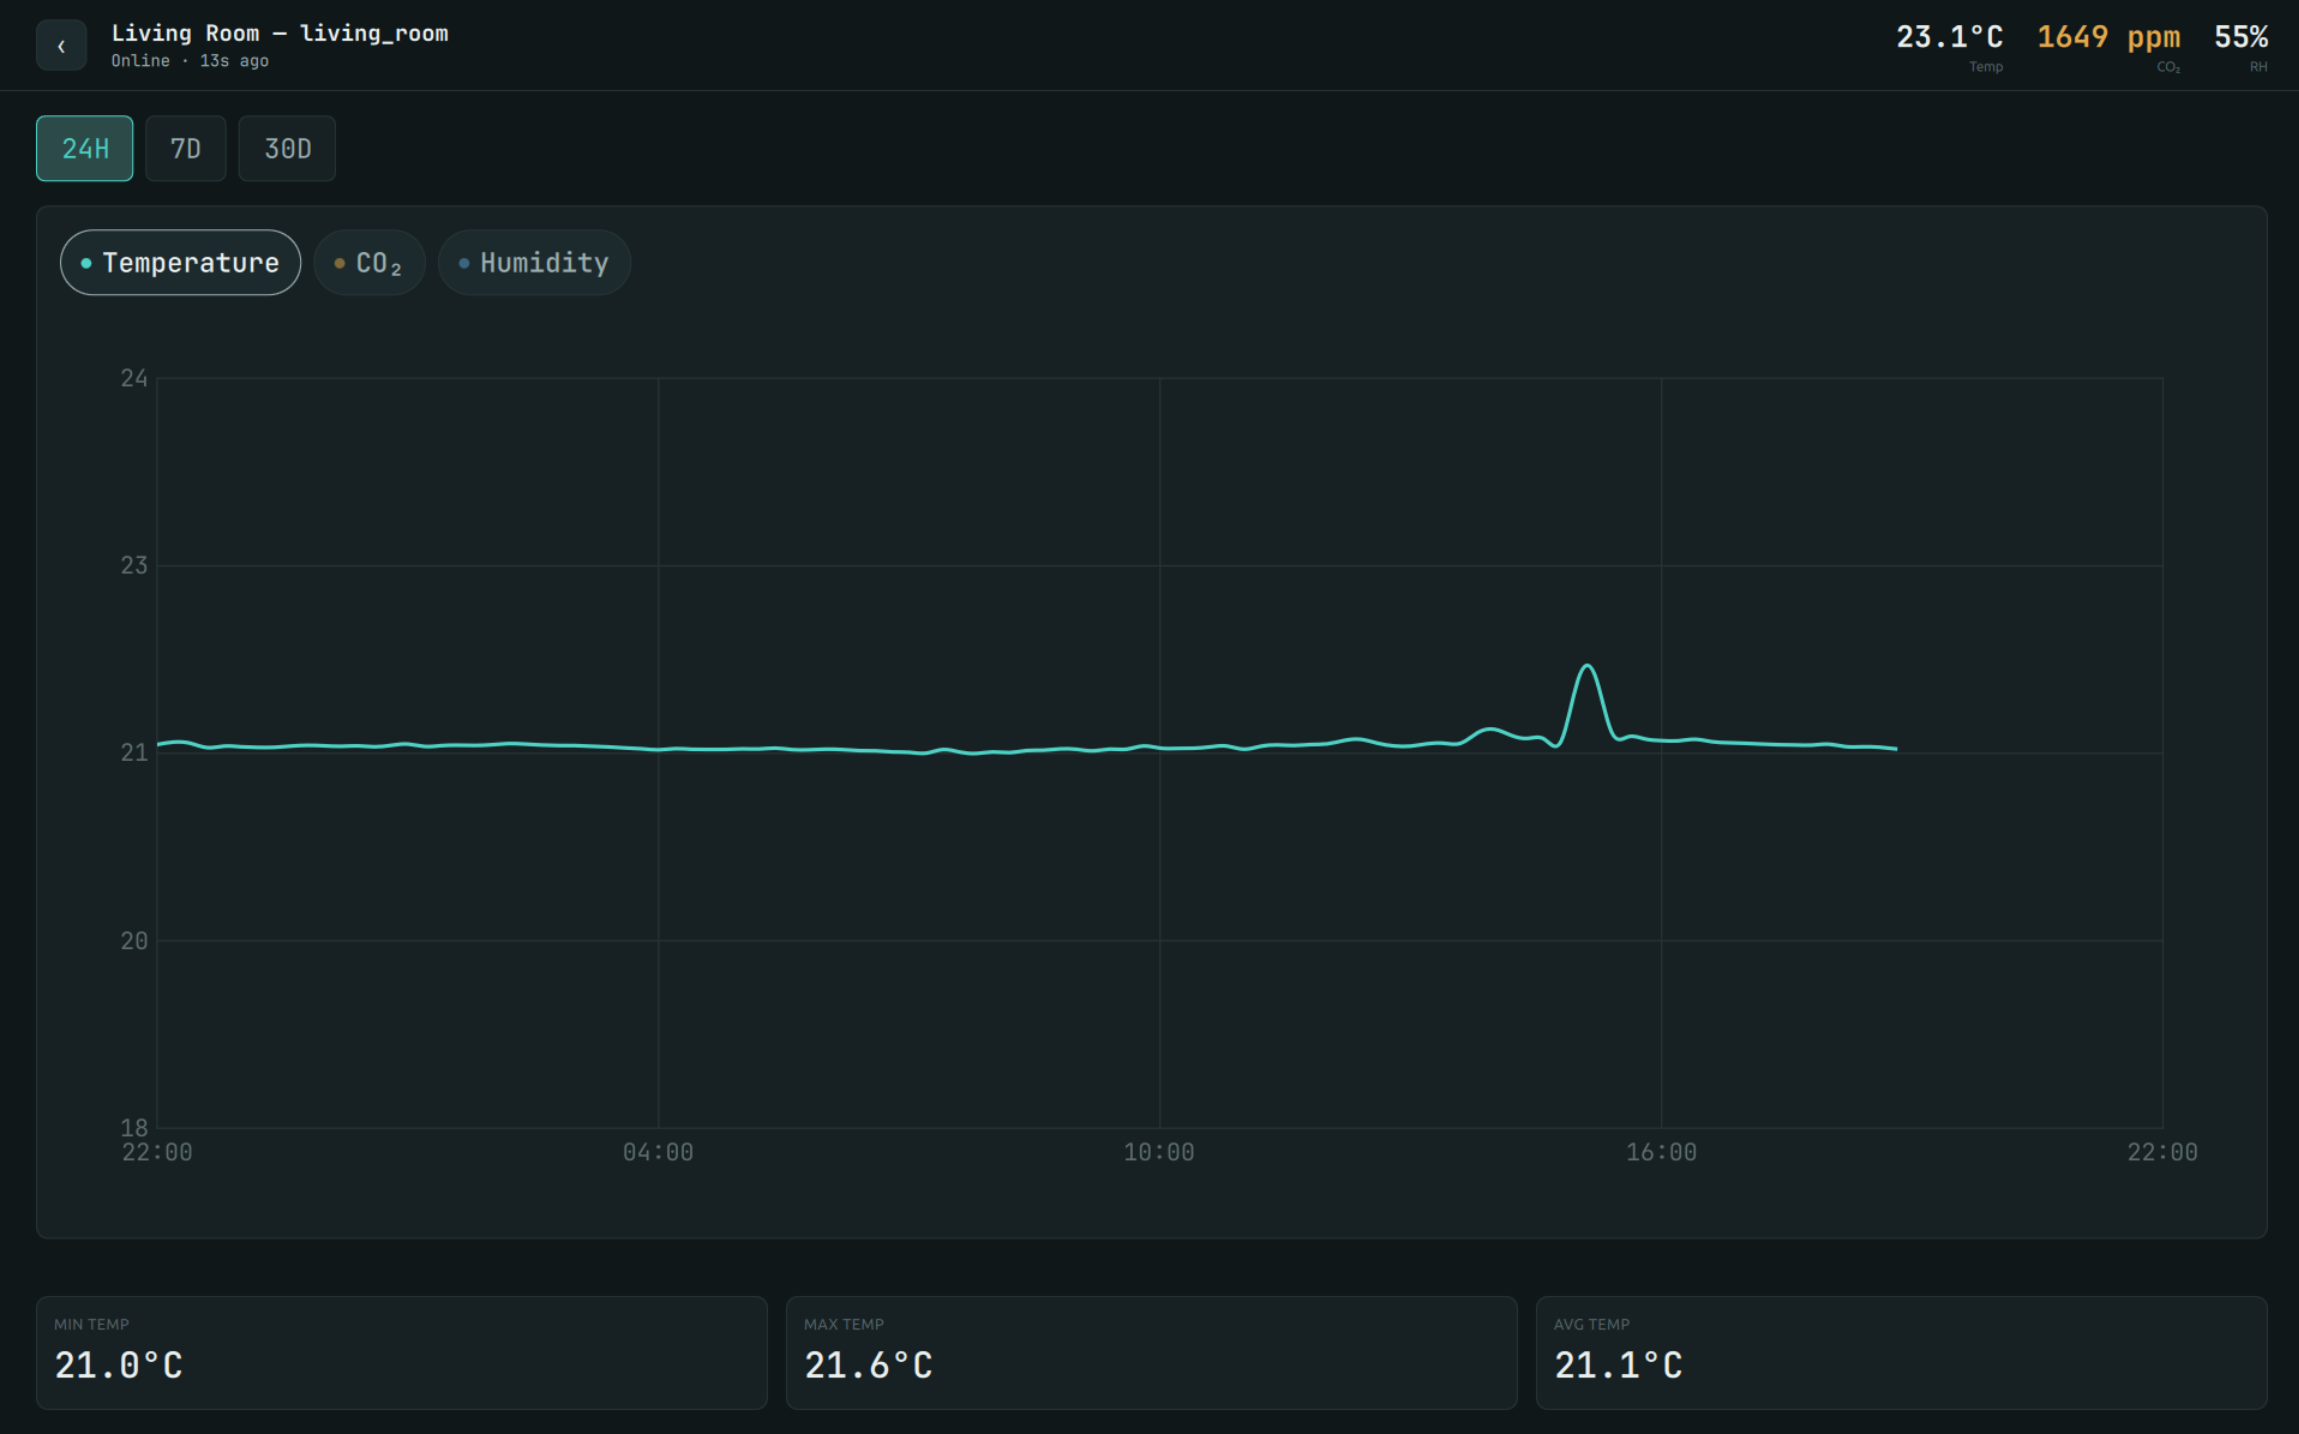 ‹
Living Room — living_room
Online · 13s ago
23.1°C
Temp
1649 ppm
CO₂
55%
RH
24H
7D
30D
Temperature
CO₂
Humidity
24
23
21
20
18
22:00
04:00
10:00
16:00
22:00
MIN TEMP
21.0°C
MAX TEMP
21.6°C
AVG TEMP
21.1°C